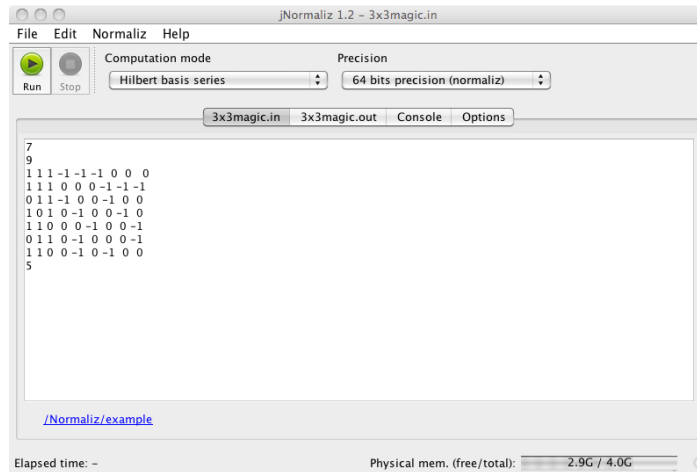 jNormaliz 1.2 – 3x3magic.in
File Edit Normaliz Help
Computation mode Precision
Run Stop Hilbert basis series 64 bits precision (normaliz)
3x3magic.in 3x3magic.out Console Options
7
9
1 1 1 -1 -1 -1 0 0 0
1 1 1 0 0 0 -1 -1 -1
0 1 1 -1 0 0 -1 0 0
1 0 1 0 -1 0 0 -1 0
1 1 0 0 0 -1 0 0 -1
0 1 1 0 -1 0 0 0 -1
1 1 0 0 -1 0 -1 0 0
5
/Normaliz/example
Elapsed time: – Physical mem. (free/total): 2.9G / 4.0G